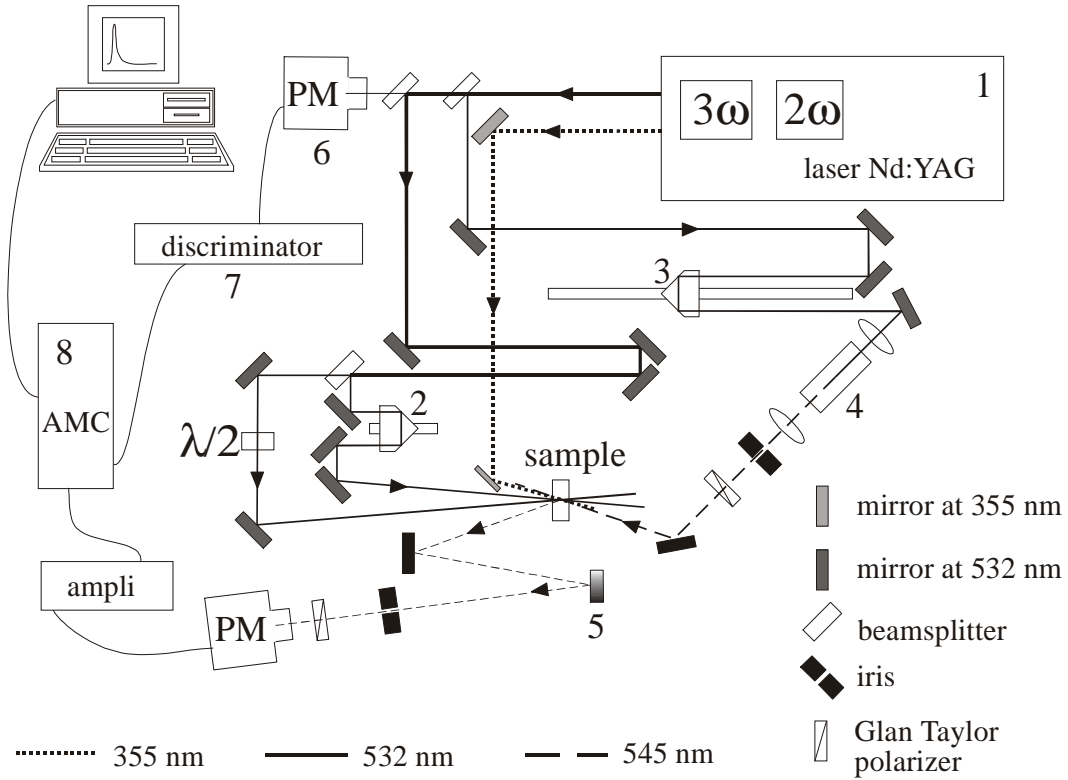 PM
6
3ω
2ω
1
laser Nd:YAG
discriminator
7
3
8
AMC
λ/2
2
4
sample
mirror at 355 nm
mirror at 532 nm
ampli
PM
5
beamsplitter
iris
Glan Taylor
polarizer
355 nm
532 nm
545 nm